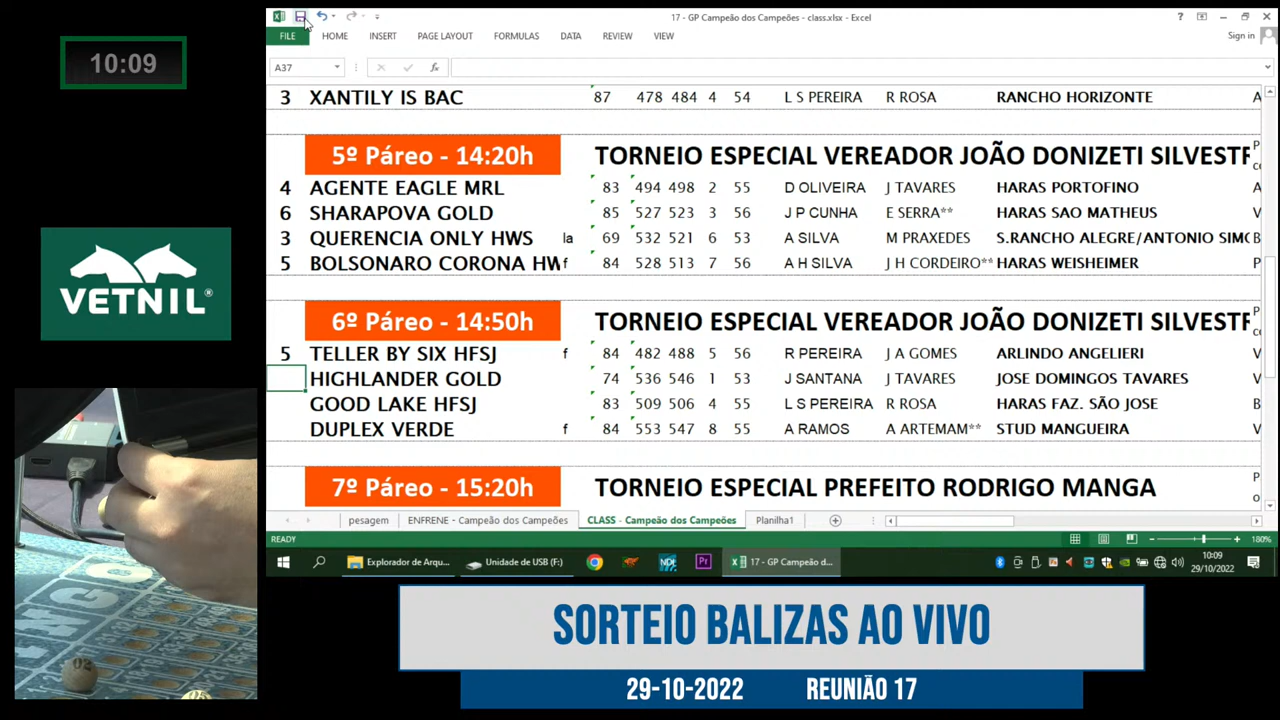 10:09
17 - GP Campeão dos Campeões - class.xlsx - Excel
FILE HOME INSERT PAGE LAYOUT FORMULAS DATA REVIEW VIEW Sign in
A37
3 XANTILY IS BAC 87 478 484 4 54 L S PEREIRA R ROSA RANCHO HORIZONTE A
5º Páreo - 14:20h TORNEIO ESPECIAL VEREADOR JOÃO DONIZETI SILVESTR
4 AGENTE EAGLE MRL 83 494 498 2 55 D OLIVEIRA J TAVARES HARAS PORTOFINO A
6 SHARAPOVA GOLD 85 527 523 3 56 J P CUNHA E SERRA** HARAS SAO MATHEUS V
3 QUERENCIA ONLY HWS la 69 532 521 6 53 A SILVA M PRAXEDES S.RANCHO ALEGRE/ANTONIO SIMO B
5 BOLSONARO CORONA HW f 84 528 513 7 56 A H SILVA J H CORDEIRO** HARAS WEISHEIMER P
6º Páreo - 14:50h TORNEIO ESPECIAL VEREADOR JOÃO DONIZETI SILVESTR
5 TELLER BY SIX HFSJ f 84 482 488 5 56 R PEREIRA J A GOMES ARLINDO ANGELIERI V
HIGHLANDER GOLD 74 536 546 1 53 J SANTANA J TAVARES JOSE DOMINGOS TAVARES V
GOOD LAKE HFSJ 83 509 506 4 55 L S PEREIRA R ROSA HARAS FAZ. SÃO JOSE B
DUPLEX VERDE f 84 553 547 8 55 A RAMOS A ARTEMAM** STUD MANGUEIRA V
7º Páreo - 15:20h TORNEIO ESPECIAL PREFEITO RODRIGO MANGA
pesagem ENFRENE - Campeão dos Campeões CLASS - Campeão dos Campeões Planilha1
READY 180%
Explorador de Arqu... Unidade de USB (F:) NDI Pr 17 - GP Campeão d... 10:09
29/10/2022
VETNIL®
02
05
SORTEIO BALIZAS AO VIVO
29-10-2022 REUNIÃO 17